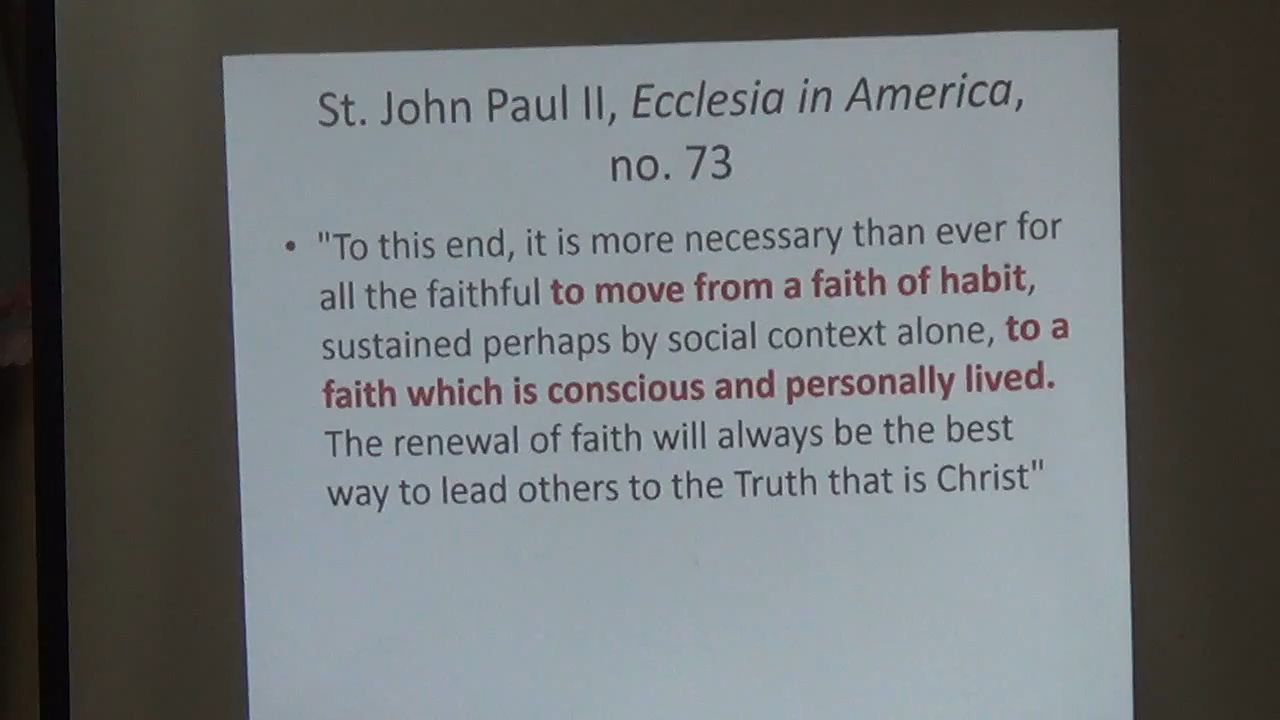 St. John Paul II, Ecclesia in America,
no. 73
• "To this end, it is more necessary than ever for
all the faithful to move from a faith of habit,
sustained perhaps by social context alone, to a
faith which is conscious and personally lived.
The renewal of faith will always be the best
way to lead others to the Truth that is Christ"